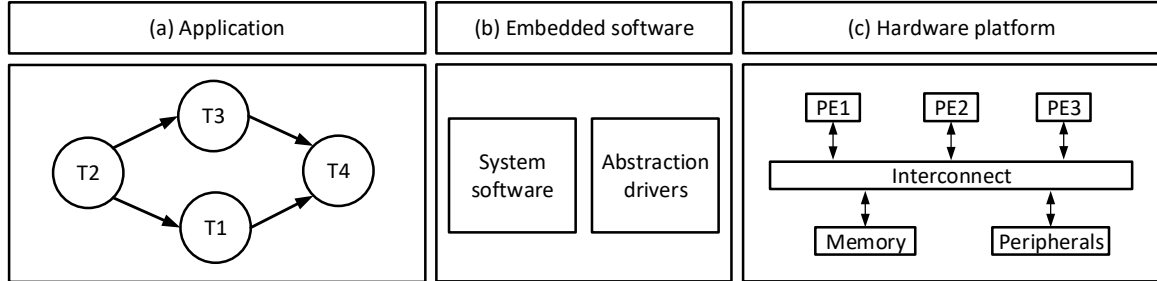 (a) Application
(b) Embedded software
(c) Hardware platform
T3
T2
T4
T1
System
software
Abstraction
drivers
PE1
PE2
PE3
Interconnect
Memory
Peripherals